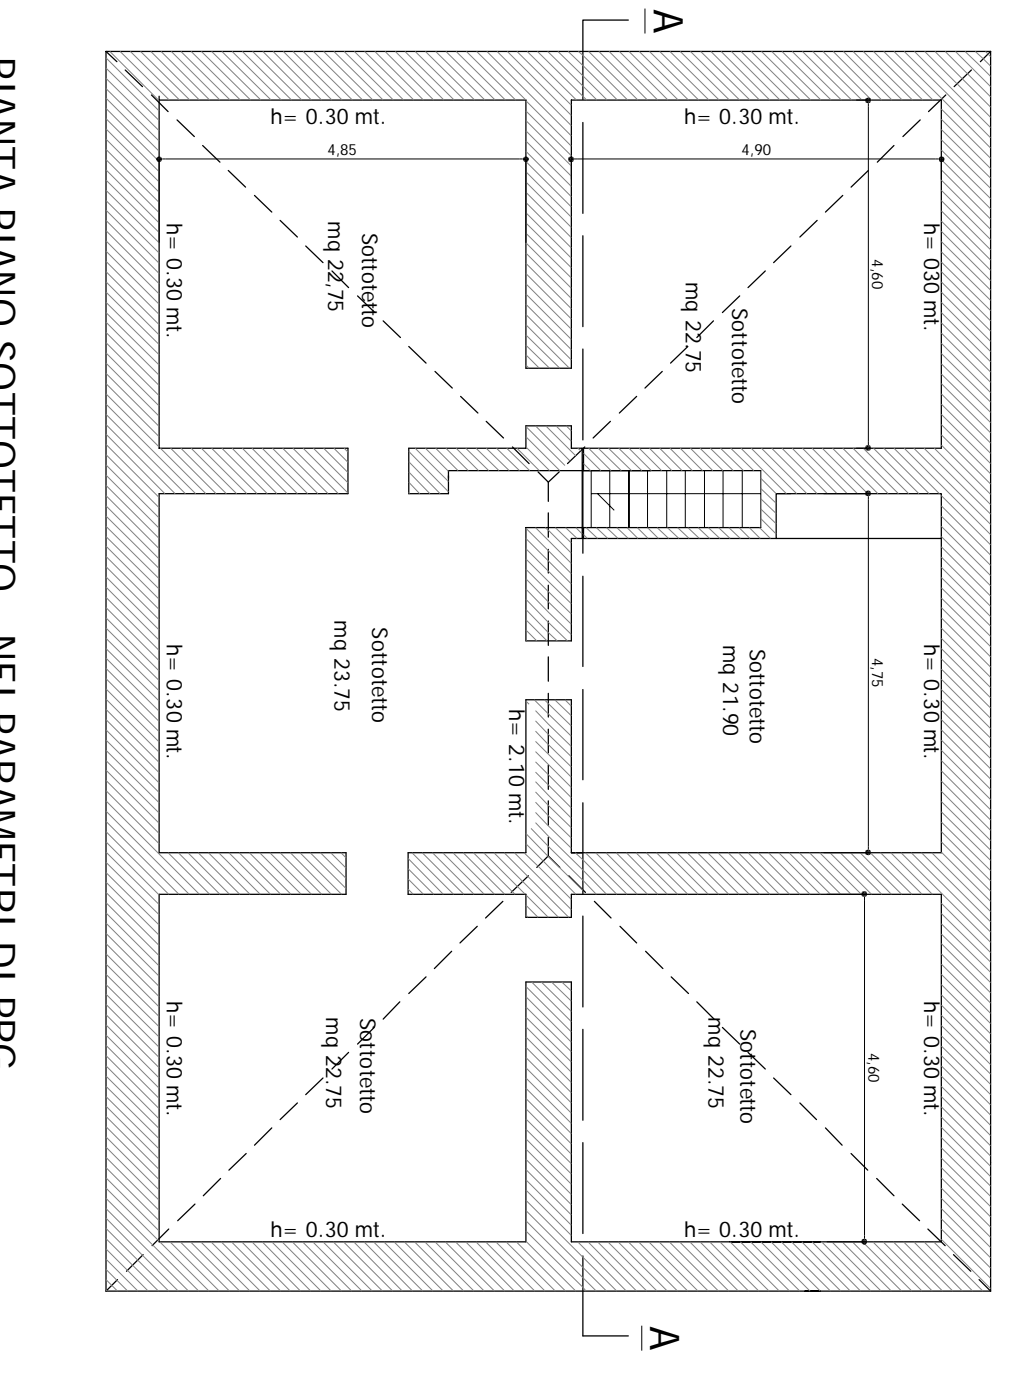 A
h= 0.30 mt.
h= 0.30 mt.
4,85
4,90
h= 0.30 mt.
Sottotetto
mq 22,75
Sottotetto
mq 22.75
4,60
h= 030 mt.
h= 0.30 mt.
Sottotetto
mq 23.75
h= 2.10 mt.
Sottotetto
mq 21.90
4,75
h= 0.30 mt.
h= 0.30 mt.
Sottotetto
mq 22.75
Sottotetto
mq 22.75
4,60
h= 0.30 mt.
h= 0.30 mt.
h= 0.30 mt.
A
PIANTA PIANO SOTTOTETTO NEI PARAMETRI DI PRG